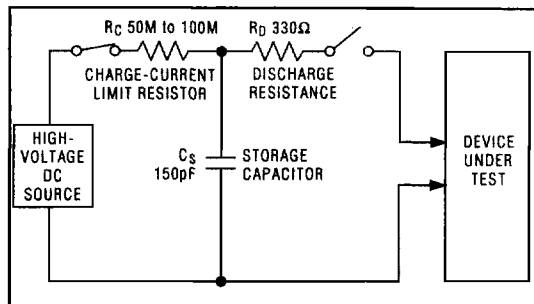 RC 50M to 100M
CHARGE-CURRENT
LIMIT RESISTOR
RD 330Ω
DISCHARGE
RESISTANCE
HIGH-
VOLTAGE
DC
SOURCE
CS
150pF
STORAGE
CAPACITOR
DEVICE
UNDER
TEST